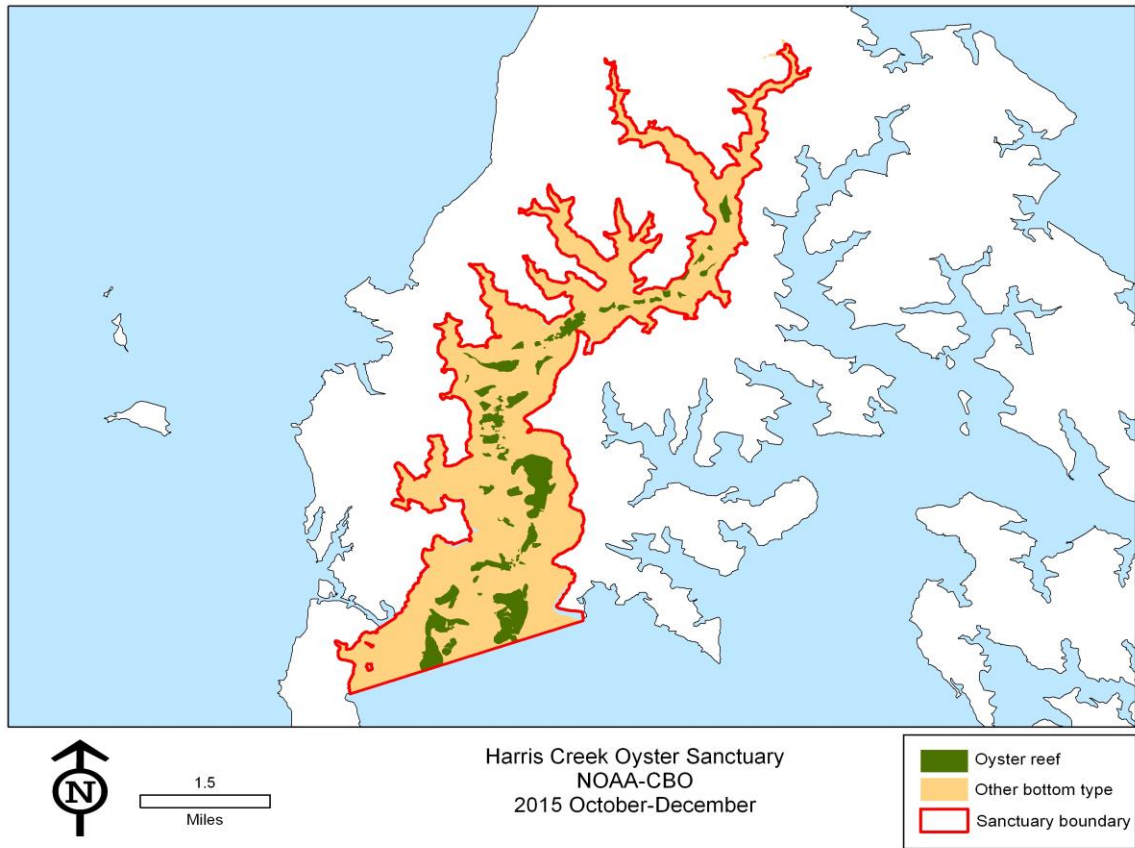 N
1.5
Miles
Harris Creek Oyster Sanctuary
NOAA-CBO
2015 October-December
Oyster reef
Other bottom type
Sanctuary boundary